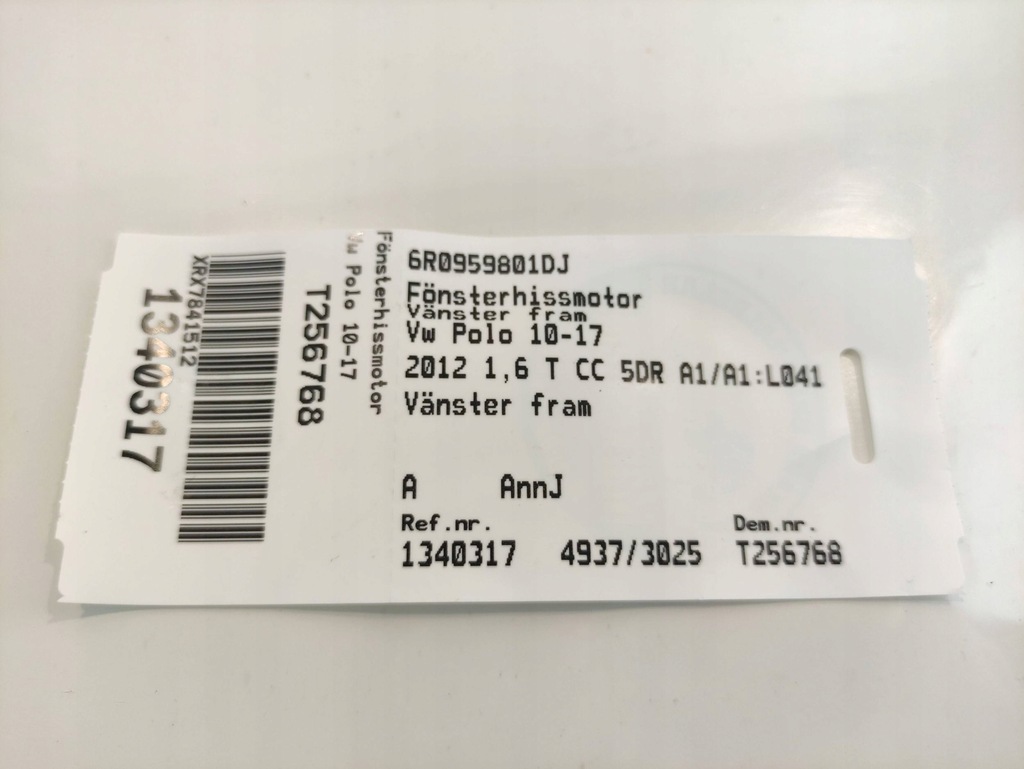 1340317
XRX7841512
T256768
Vw Polo 10-17
Fönsterhissmotor
6R0959801DJ
Fönsterhissmotor
Vänster fram
Vw Polo 10-17
2012 1,6 T CC 5DR A1/A1:L041
Vänster fram
A AnnJ
Ref.nr. Dem.nr.
1340317 4937/3025 T256768